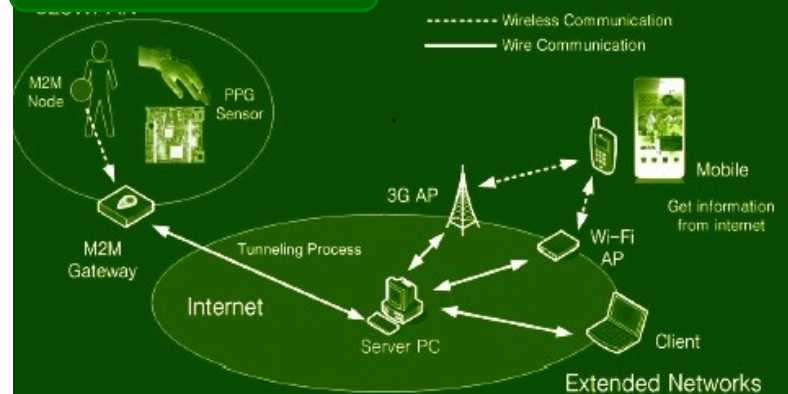 Wireless Communication
Wire Communication
M2M
Node
PPG
Sensor
Mobile
3G AP
Get information
from internet
M2M
Gateway
Tunneling Process
Wi-Fi
AP
Internet
Server PC
Client
Extended Networks